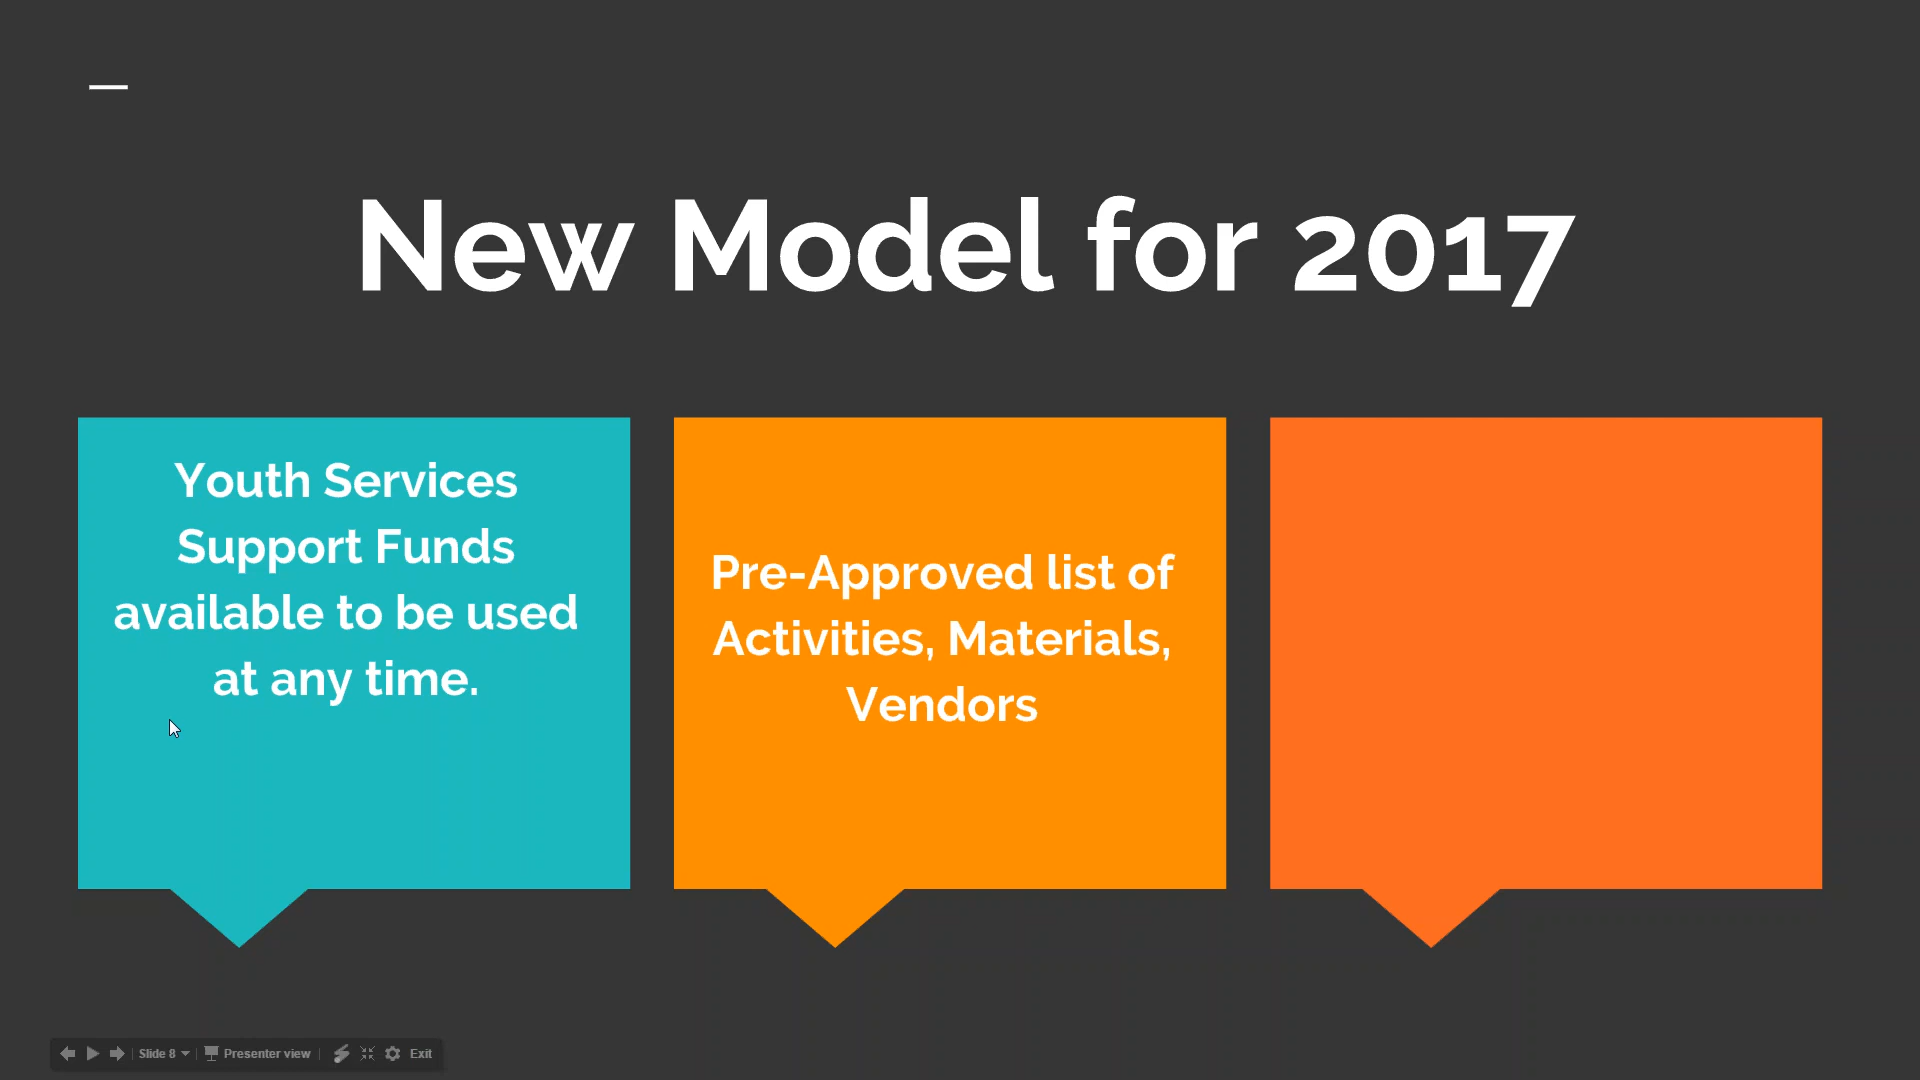 New Model for 2017
Youth Services
Support Funds
available to be used
at any time.
Pre-Approved list of
Activities, Materials,
Vendors
Slide 8
Presenter view
Exit